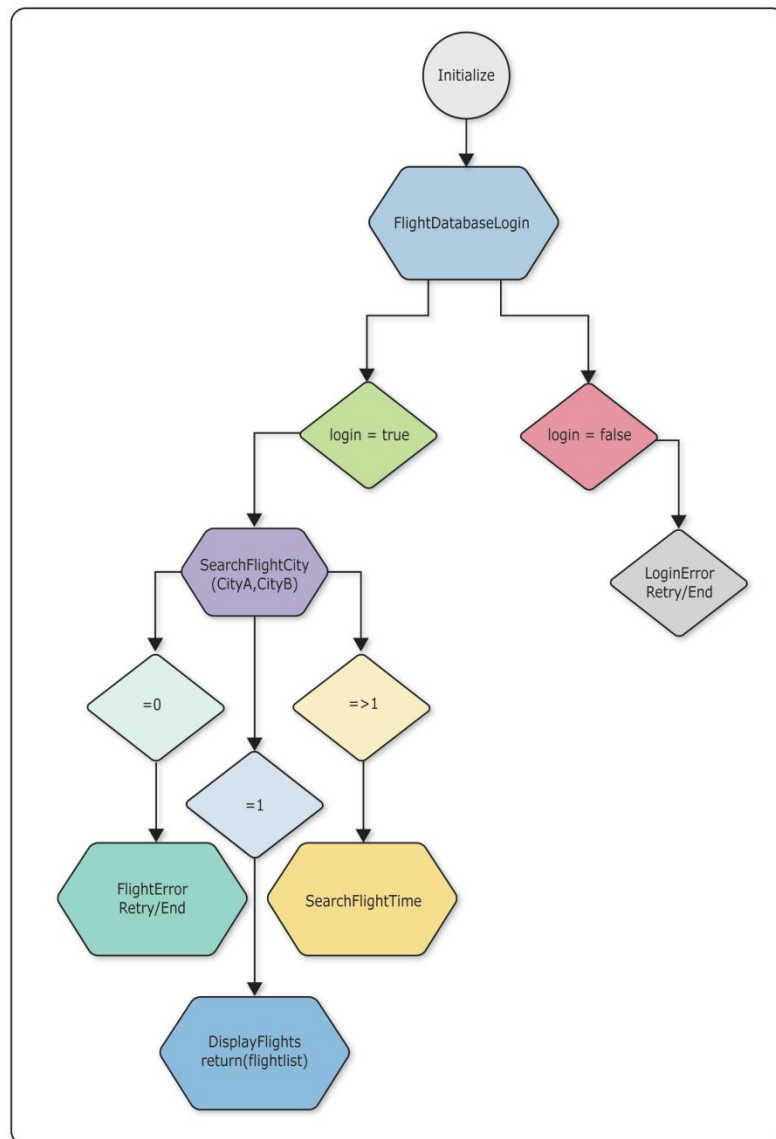 Initialize
FlightDatabaseLogin
login = true
login = false
SearchFlightCity
(CityA,CityB)
LoginError
Retry/End
=0
=>1
=1
FlightError
Retry/End
SearchFlightTime
DisplayFlights
return(flightlist)